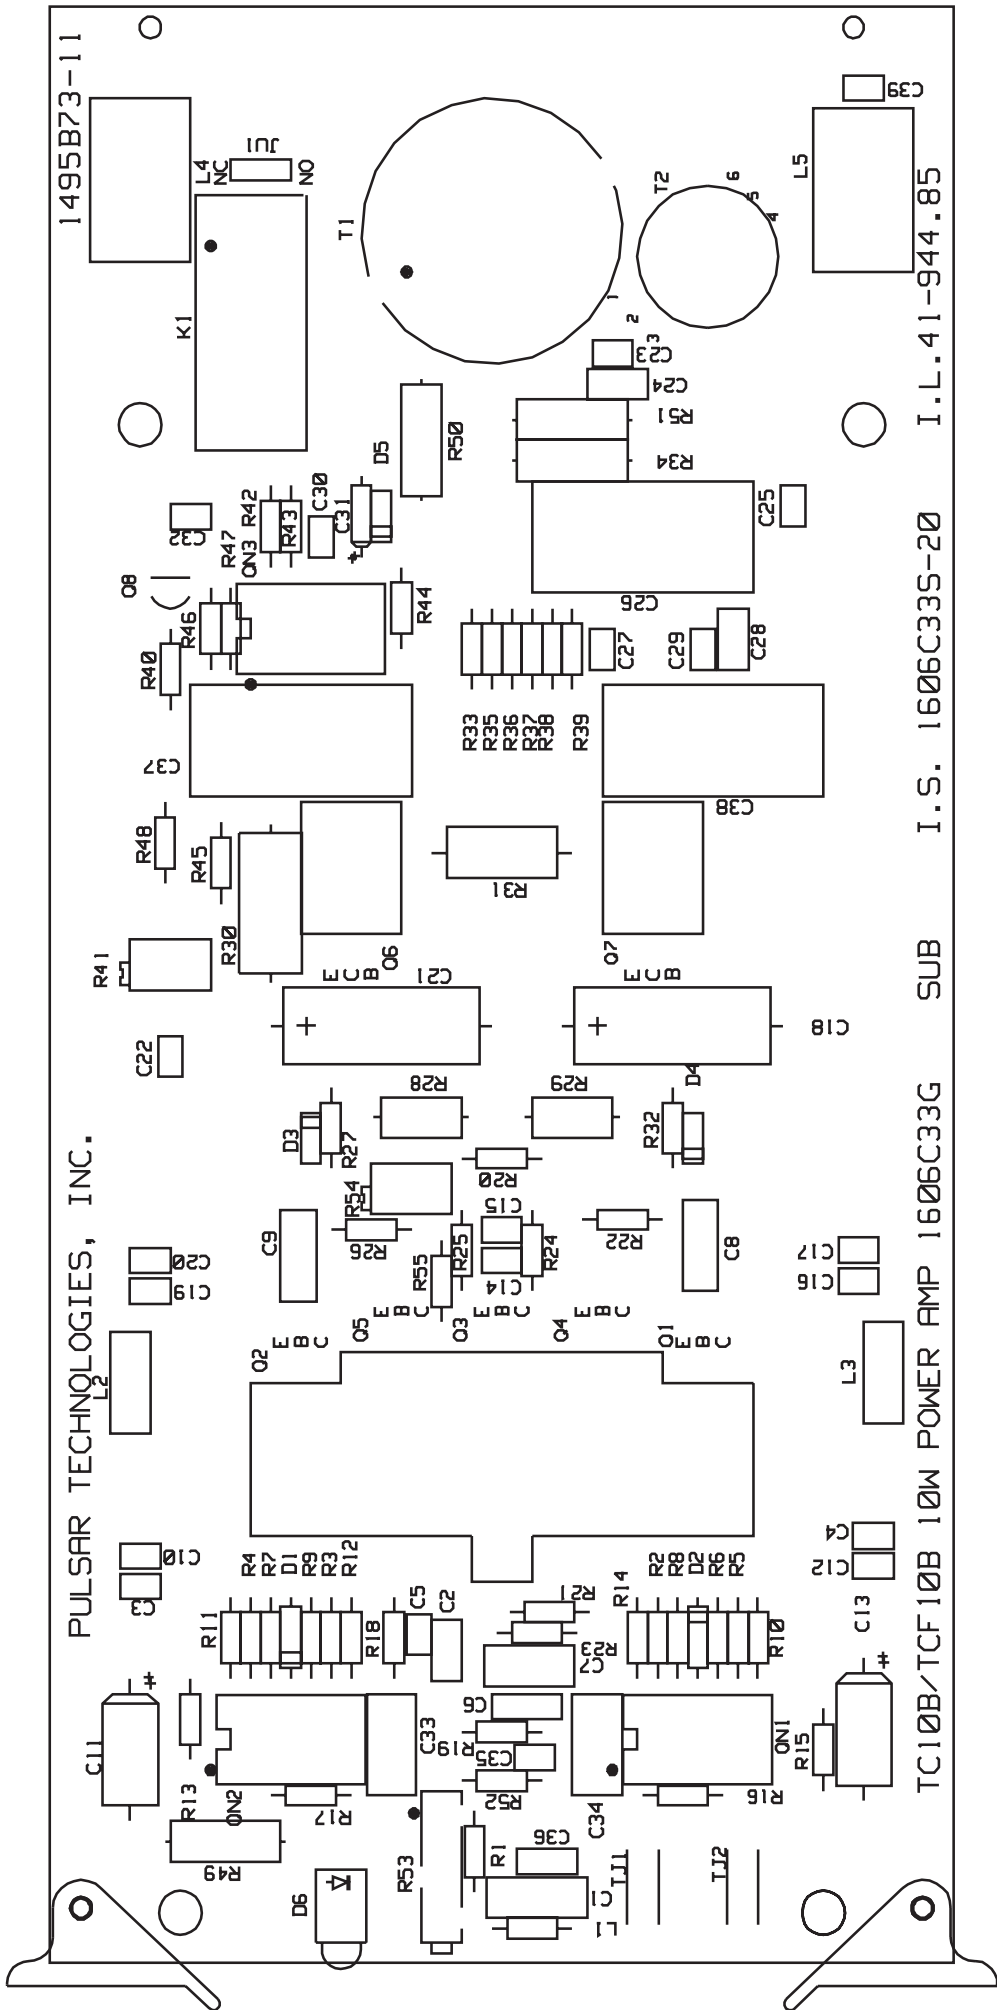 1495B73-11
C39
JU1
L4
NC
NO
L5
T2
6
5
4
T1
K1
1
2
3
C23
C24
R51
R34
I.L.41-944.85
D5
R50
C30
C31
+
R42
R43
C32
R47
QN3
C25
C26
Q8
R46
R44
R40
C27
C29
C28
R33
R35
R36
R37
R38
R39
C37
C38
I.S. 1606C33S-20
R48
R45
R31
R30
Q6
Q7
R41
E C B
E C B
C21
C18
+
+
SUB 1606C33G
C22
R28
R29
D4
D3
R27
R32
R20
R54
C15
R26
R22
C9
R25
R24
C8
R55
C14
C20
C19
C17
C16
E B C
E B C
E B C
Q5
Q3
Q4
Q1
Q2
E B C
E B C
L2
L3
PULSAR TECHNOLOGIES, INC.
TC10B/TCF10B 10W POWER AMP
C10
C3
R4
R7
D1
R9
R3
R12
C4
C12
R2
R8
D2
R6
R5
R14
R11
R18
C5
C2
R21
R23
C7
R10
C13
+
+
C11
C33
C6
R19
C35
R52
QN1
R15
R13
QN2
R17
C34
R16
R49
R53
R1
C36
C1
L1
TJ1
TJ2
D6